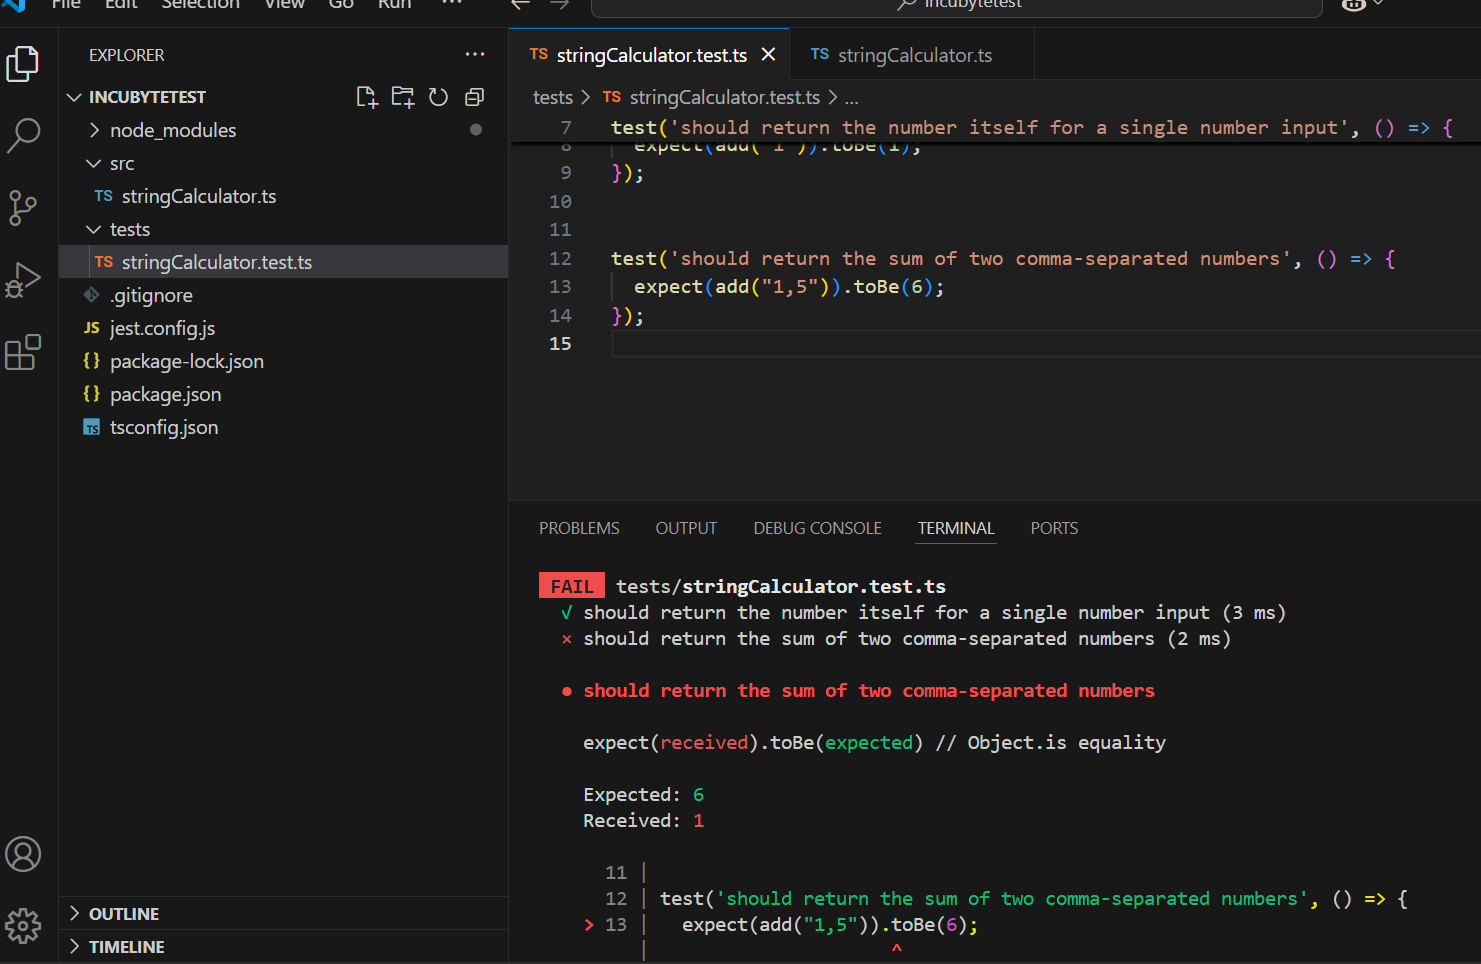 File Edit Selection View Go Run ...
incubytetest
EXPLORER
INCUBYTETEST
node_modules
src
TS stringCalculator.ts
tests
TS stringCalculator.test.ts
.gitignore
JS jest.config.js
{} package-lock.json
{} package.json
TS tsconfig.json
OUTLINE
TIMELINE
TS stringCalculator.test.ts TS stringCalculator.ts
tests > TS stringCalculator.test.ts > ...
7 test('should return the number itself for a single number input', () => {
8 expect(add("1")).toBe(1);
9 });
10
11
12 test('should return the sum of two comma-separated numbers', () => {
13 expect(add("1,5")).toBe(6);
14 });
15
PROBLEMS OUTPUT DEBUG CONSOLE TERMINAL PORTS
FAIL tests/stringCalculator.test.ts
√ should return the number itself for a single number input (3 ms)
× should return the sum of two comma-separated numbers (2 ms)
● should return the sum of two comma-separated numbers
expect(received).toBe(expected) // Object.is equality
Expected: 6
Received: 1
11 |
12 | test('should return the sum of two comma-separated numbers', () => {
> 13 | expect(add("1,5")).toBe(6);
| ^